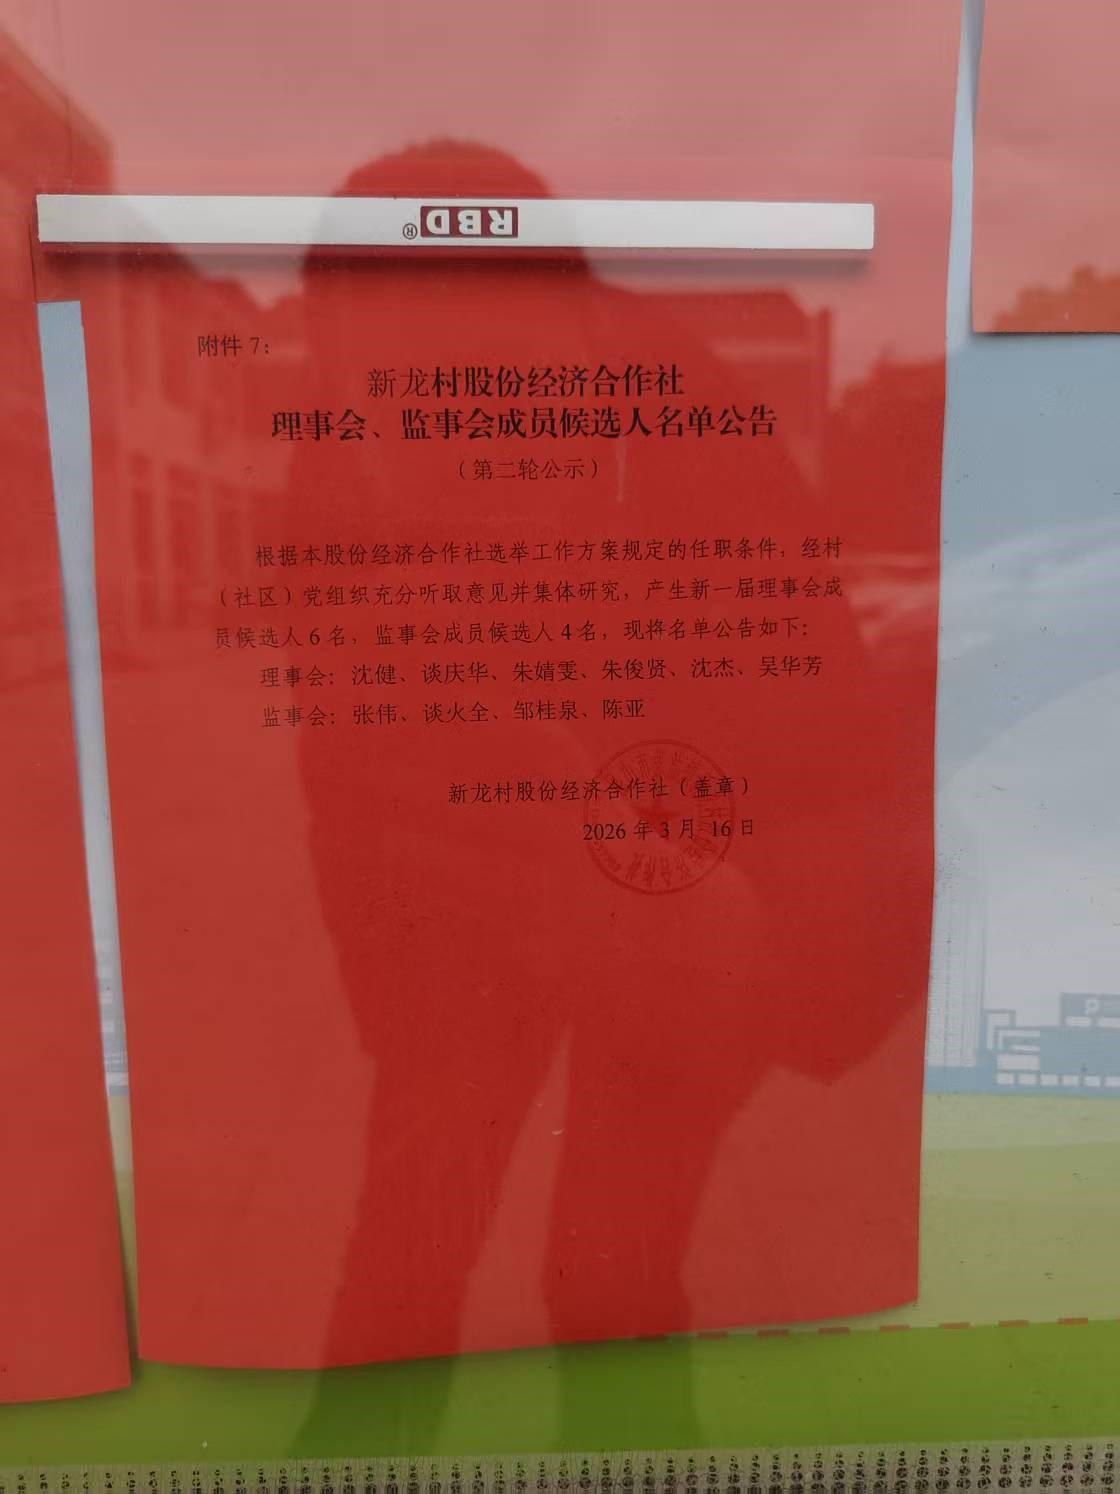 RBD®
附件 7：
新龙村股份经济合作社
理事会、监事会成员候选人名单公告
（第二轮公示）
根据本股份经济合作社选举工作方案规定的任职条件，经村
（社区）党组织充分听取意见并集体研究，产生新一届理事会成
员候选人 6 名，监事会成员候选人 4 名，现将名单公告如下：
理事会：沈健、谈庆华、朱婧雯、朱俊贤、沈杰、吴华芳
监事会：张伟、谈火全、邹桂泉、陈亚
新龙村股份经济合作社（盖章）
2026 年 3 月 16 日